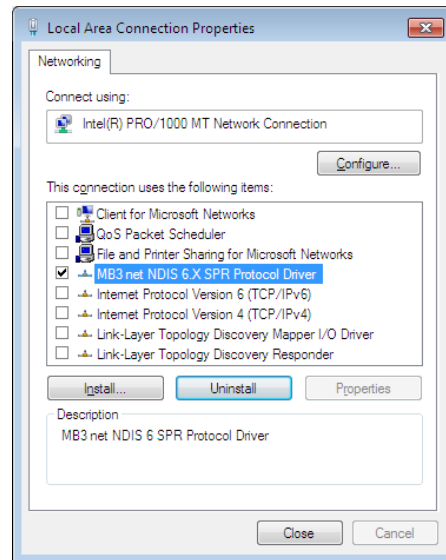 Local Area Connection Properties
Networking
Connect using:
Intel(R) PRO/1000 MT Network Connection
Configure...
This connection uses the following items:
Client for Microsoft Networks
QoS Packet Scheduler
File and Printer Sharing for Microsoft Networks
MB3 net NDIS 6.X SPR Protocol Driver
Internet Protocol Version 6 (TCP/IPv6)
Internet Protocol Version 4 (TCP/IPv4)
Link-Layer Topology Discovery Mapper I/O Driver
Link-Layer Topology Discovery Responder
Install... Uninstall Properties
Description
MB3 net NDIS 6 SPR Protocol Driver
Close Cancel